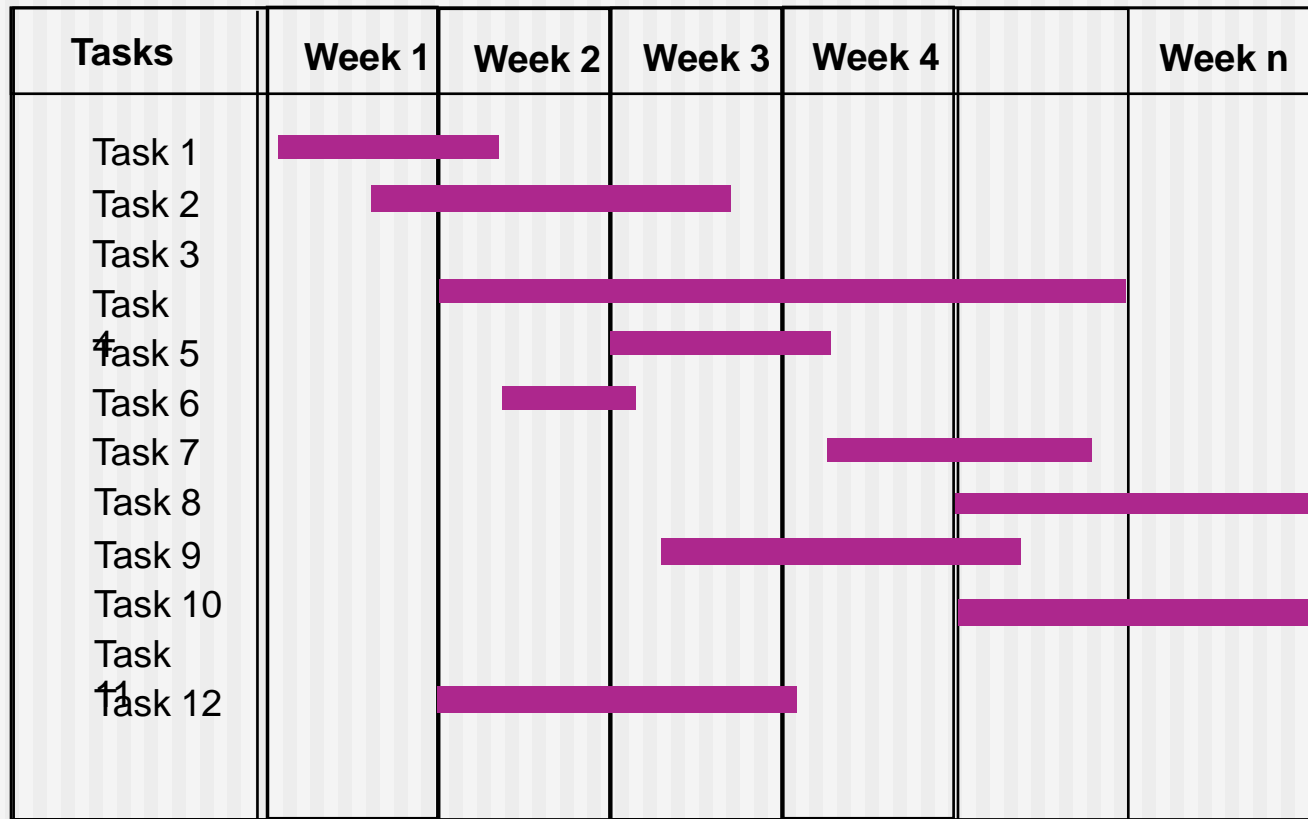 Tasks Week 1 Week 2 Week 3 Week 4 Week n
Task 1
Task 2
Task 3
Task
4
Task 5
Task 6
Task 7
Task 8
Task 9
Task 10
Task
11
Task 12